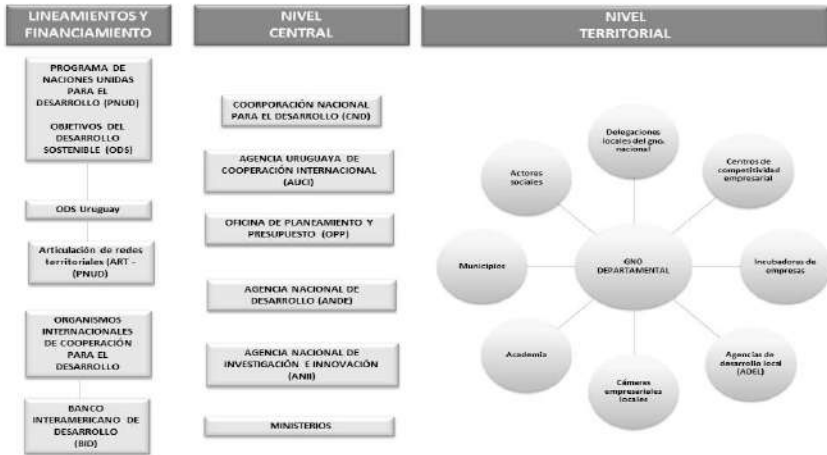 LINEAMIENTOS Y
FINANCIAMIENTO
NIVEL
CENTRAL
NIVEL
TERRITORIAL
PROGRAMA DE
NACIONES UNIDAS
PARA EL
DESARROLLO (PNUD)
OBJETIVOS DEL
DESARROLLO
SOSTENIBLE (ODS)
ODS Uruguay
Articulación de redes
territoriales (ART -
(PNUD)
ORGANISMOS
INTERNACIONALES
DE COOPERACIÓN
PARA EL
DESARROLLO
BANCO
INTERAMERICANO DE
DESARROLLO
(BID)
COORPORACIÓN NACIONAL
PARA EL DESARROLLO (CND)
AGENCIA URUGUAYA DE
COOPERACIÓN INTERNACIONAL
(AUCI)
OFICINA DE PLANEAMIENTO Y
PRESUPUESTO (OPP)
AGENCIA NACIONAL DE
DESARROLLO (ANDE)
AGENCIA NACIONAL DE
INVESTIGACIÓN E INNOVACIÓN
(ANII)
MINISTERIOS
Delegaciones
locales del gno.
nacional
Centros de
competitividad
empresarial
Incubadoras de
empresas
Agencias de
desarrollo local
(ADEL)
Cámaras
empresariales
locales
Academia
Municipios
Actores
sociales
GNO
DEPARTAMENTAL